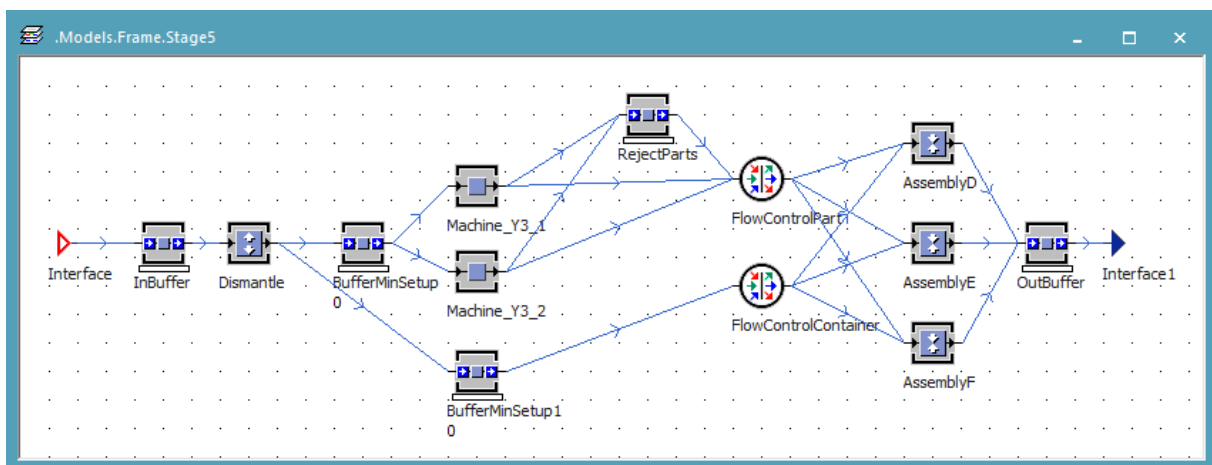 .Models.Frame.Stage5
RejectParts
AssemblyD
Machine_Y3_1
FlowControlPart
Interface
InBuffer
Dismantle
BufferMinSetup
0
Machine_Y3_2
AssemblyE
OutBuffer
Interface1
FlowControlContainer
AssemblyF
BufferMinSetup1
0